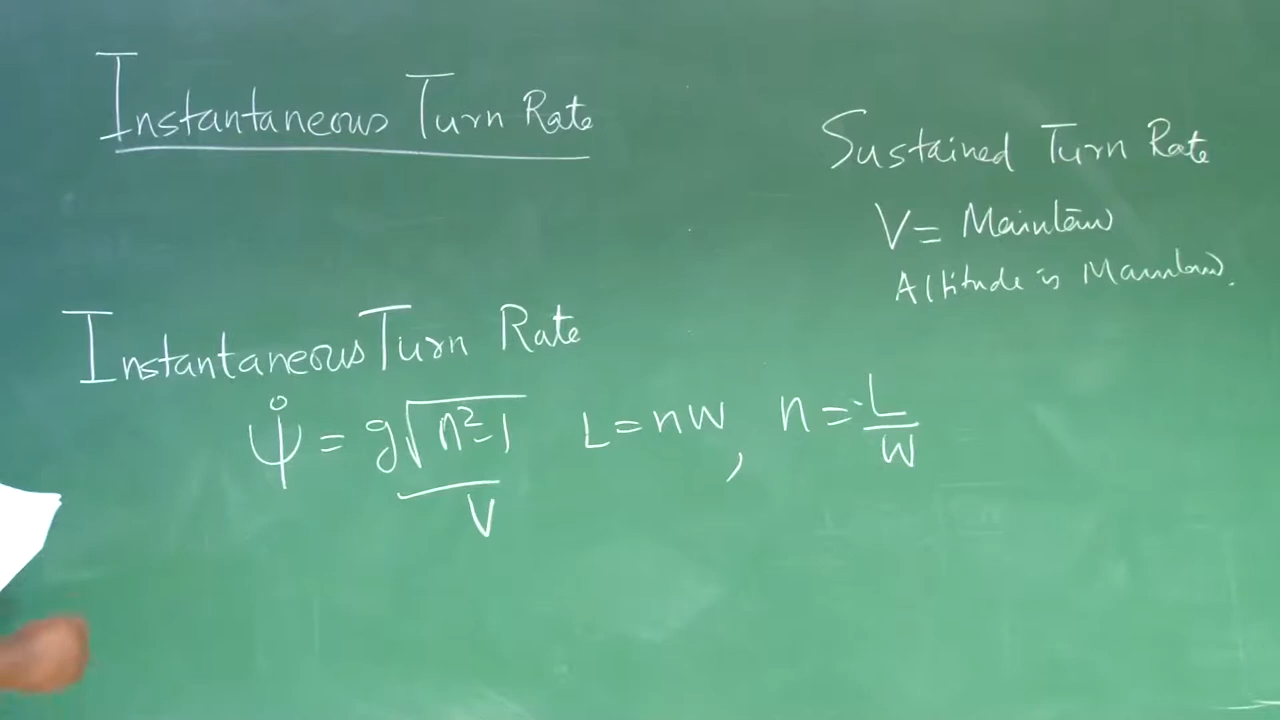 Instantaneous Turn Rate
Sustained Turn Rate
V = Maintain
Altitude is Maintain.
Instantaneous Turn Rate
ψ̇ = g√(n²-1) / V   L = nW , n = L / W